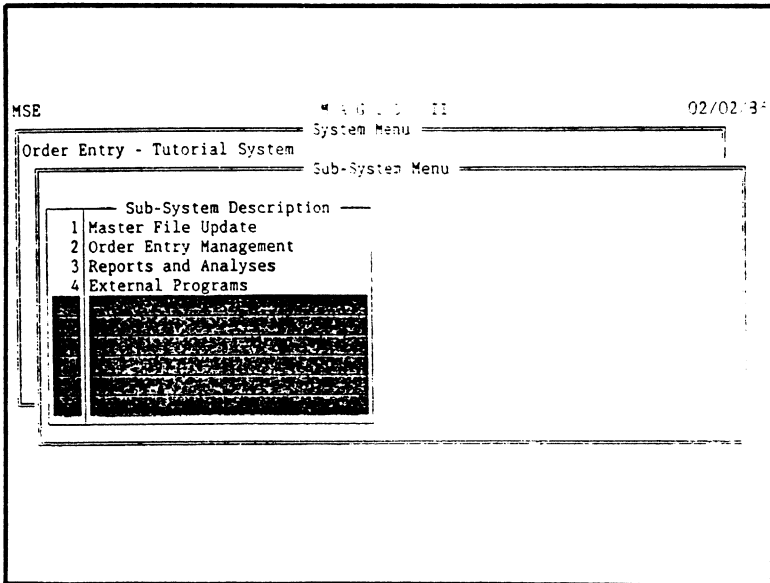 MSE II 02/02/
System Menu
Order Entry - Tutorial System
Sub-System Menu
Sub-System Description
1 Master File Update
2 Order Entry Management
3 Reports and Analyses
4 External Programs